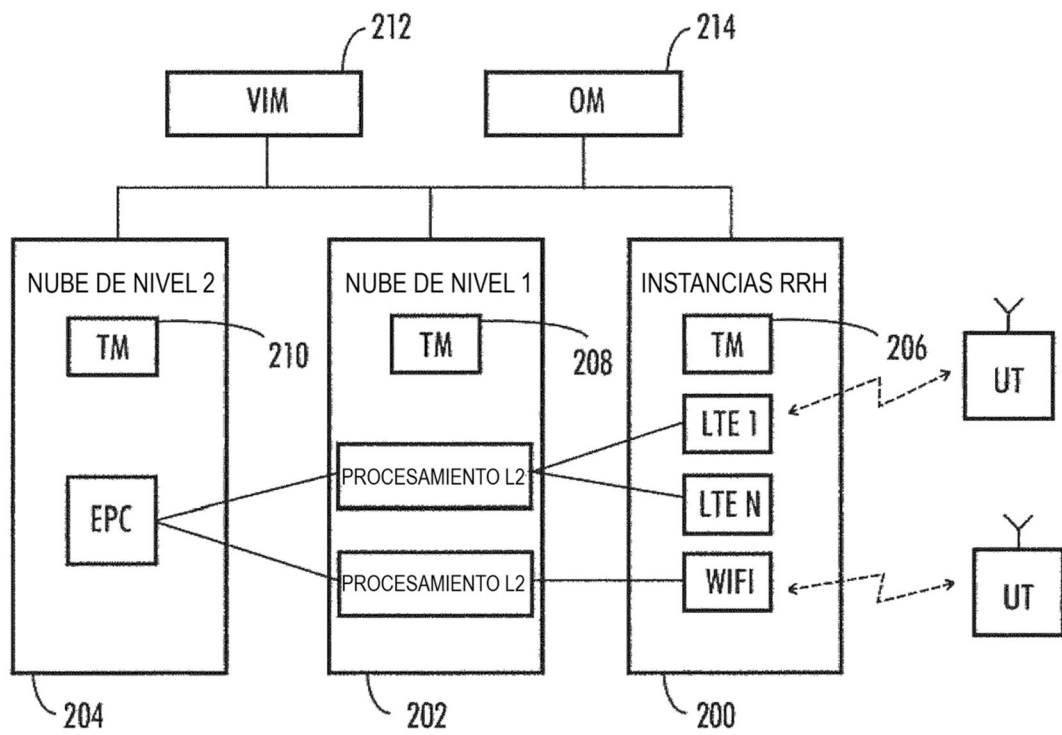 212
214
VIM
OM
NUBE DE NIVEL 2
NUBE DE NIVEL 1
INSTANCIAS RRH
TM
210
TM
208
TM
206
UT
LTE 1
PROCESAMIENTO L2
EPC
LTE N
PROCESAMIENTO L2
WIFI
UT
204
202
200